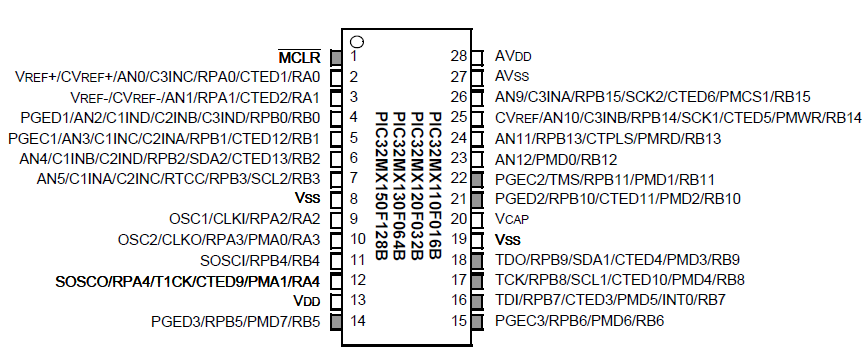 MCLR 1 28 AVDD
VREF+/CVREF+/AN0/C3INC/RPA0/CTED1/RA0 2 27 AVSS
VREF-/CVREF-/AN1/RPA1/CTED2/RA1 3 26 AN9/C3INA/RPB15/SCK2/CTED6/PMCS1/RB15
PGED1/AN2/C1IND/C2INB/C3IND/RPB0/RB0 4 25 CVREF/AN10/C3INB/RPB14/SCK1/CTED5/PMWR/RB14
PGEC1/AN3/C1INC/C2INA/RPB1/CTED12/RB1 5 24 AN11/RPB13/CTPLS/PMRD/RB13
AN4/C1INB/C2IND/RPB2/SDA2/CTED13/RB2 6 23 AN12/PMD0/RB12
AN5/C1INA/C2INC/RTCC/RPB3/SCL2/RB3 7 22 PGEC2/TMS/RPB11/PMD1/RB11
VSS 8 21 PGED2/RPB10/CTED11/PMD2/RB10
OSC1/CLKI/RPA2/RA2 9 20 VCAP
OSC2/CLKO/RPA3/PMA0/RA3 10 19 VSS
SOSCI/RPB4/RB4 11 18 TDO/RPB9/SDA1/CTED4/PMD3/RB9
SOSCO/RPA4/T1CK/CTED9/PMA1/RA4 12 17 TCK/RPB8/SCL1/CTED10/PMD4/RB8
VDD 13 16 TDI/RPB7/CTED3/PMD5/INT0/RB7
PGED3/RPB5/PMD7/RB5 14 15 PGEC3/RPB6/PMD6/RB6
PIC32MX110F016B
PIC32MX120F032B
PIC32MX130F064B
PIC32MX150F128B